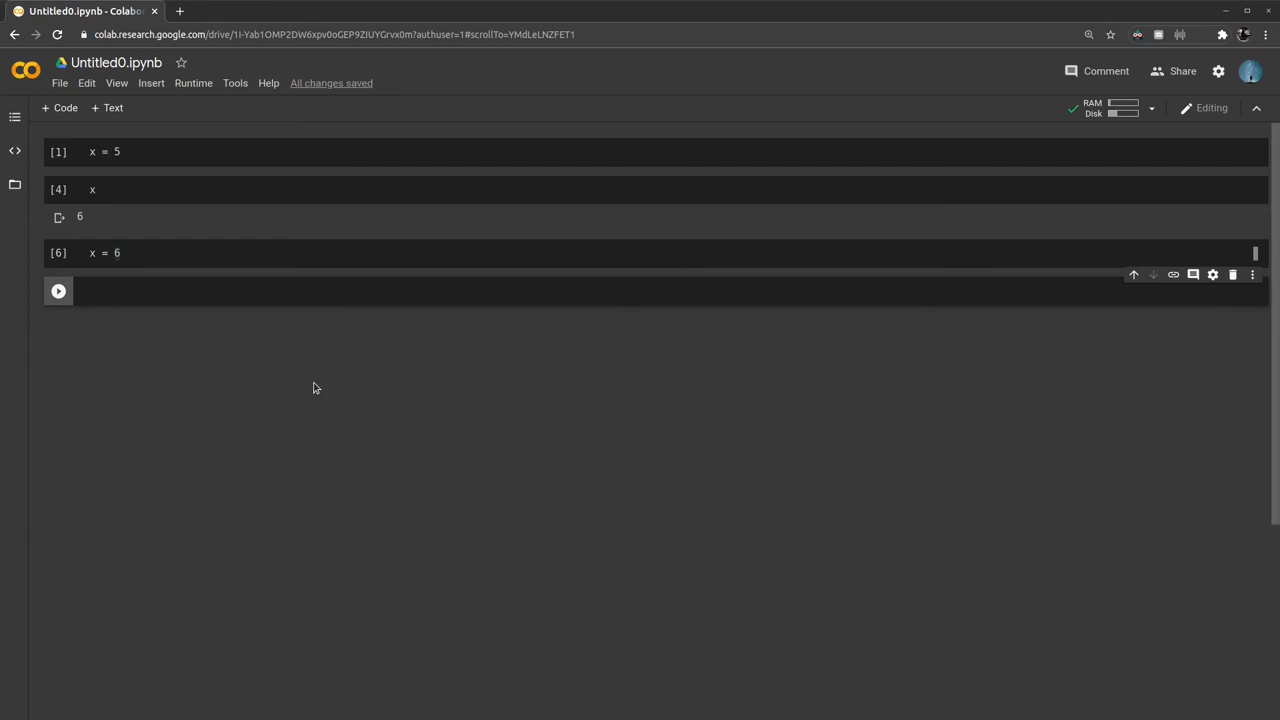 Untitled0.ipynb - Colabor
colab.research.google.com/drive/1I-Yab1OMP2DW6xpv0oGEP9ZIUYGrvx0m?authuser=1#scrollTo=YMdLeLNZFET1
Untitled0.ipynb
Comment
Share
File Edit View Insert Runtime Tools Help All changes saved
+ Code + Text
RAM
Disk
Editing
[1] x = 5
[4] x
6
[6] x = 6